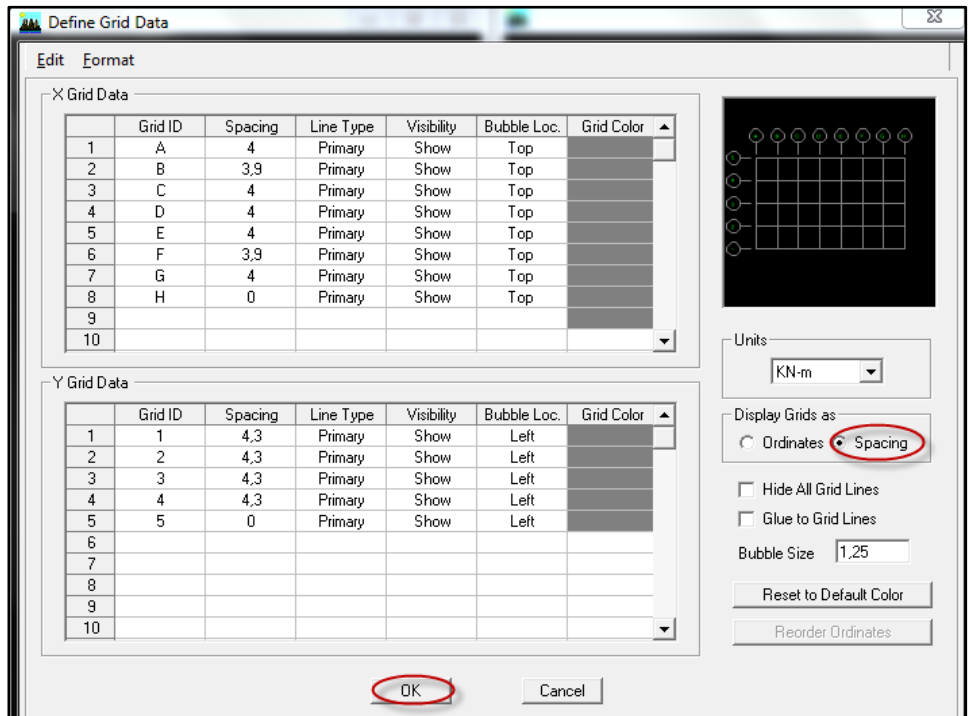 Define Grid Data
Edit Format
X Grid Data
Grid ID Spacing Line Type Visibility Bubble Loc. Grid Color
1 A 4 Primary Show Top
2 B 3,9 Primary Show Top
3 C 4 Primary Show Top
4 D 4 Primary Show Top
5 E 4 Primary Show Top
6 F 3,9 Primary Show Top
7 G 4 Primary Show Top
8 H 0 Primary Show Top
9
10
Units
KN-m
Y Grid Data
Grid ID Spacing Line Type Visibility Bubble Loc. Grid Color
1 1 4,3 Primary Show Left
2 2 4,3 Primary Show Left
3 3 4,3 Primary Show Left
4 4 4,3 Primary Show Left
5 5 0 Primary Show Left
6
7
8
9
10
Display Grids as
Ordinates Spacing
Hide All Grid Lines
Glue to Grid Lines
Bubble Size 1,25
Reset to Default Color
Reorder Ordinates
OK Cancel